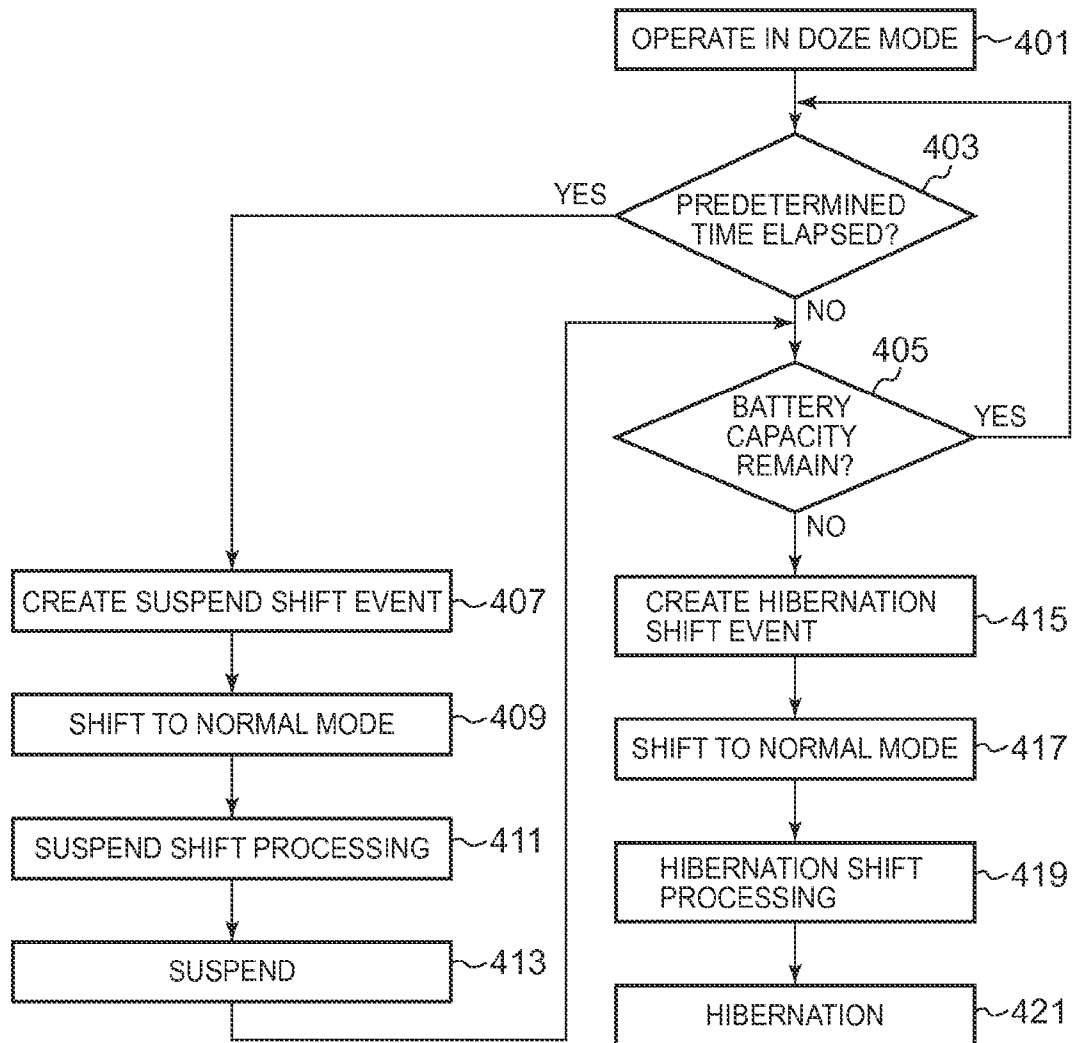 OPERATE IN DOZE MODE
401
403
YES
PREDETERMINED
TIME ELAPSED?
NO
405
BATTERY
CAPACITY
REMAIN?
YES
NO
CREATE SUSPEND SHIFT EVENT
407
SHIFT TO NORMAL MODE
409
SUSPEND SHIFT PROCESSING
411
SUSPEND
413
CREATE HIBERNATION
SHIFT EVENT
415
SHIFT TO NORMAL MODE
417
HIBERNATION SHIFT
PROCESSING
419
HIBERNATION
421